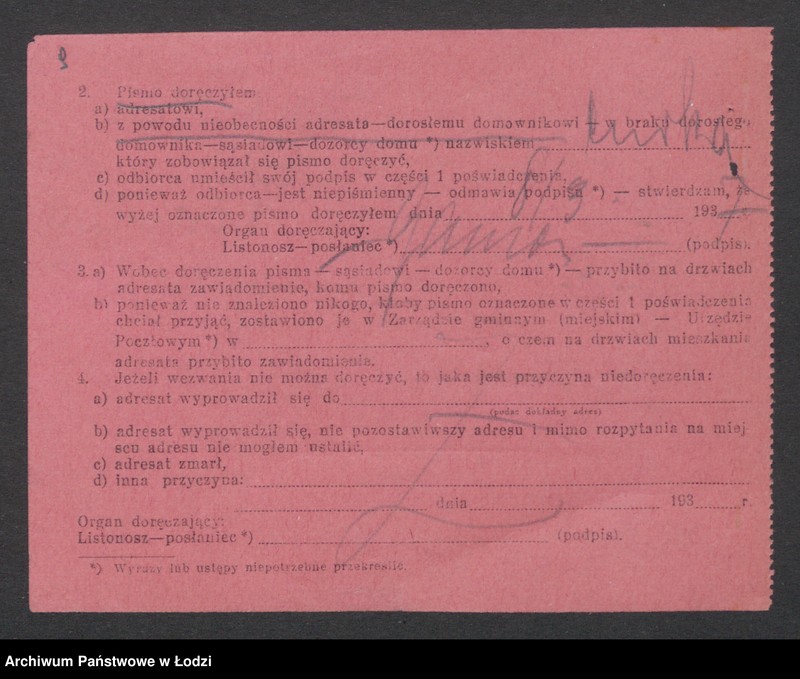 9
2. Pismo doręczyłem
a) adresatowi,
b) z powodu nieobecności adresata—dorosłemu domownikowi — w braku dorosłego
domownika—sąsiadowi—dozorcy domu *) nazwiskiem
który zobowiązał się pismo doręczyć,
c) odbiorca umieścił swój podpis w części 1 poświadczenia,
d) ponieważ odbiorca—jest niepiśmienny — odmawia podpisu *) — stwierdzam, że
wyżej oznaczone pismo doręczyłem dnia 193 7 r.
Organ doręczający:
Listonosz—posłaniec *) (podpis).
3. a) Wobec doręczenia pisma — sąsiadowi — dozorcy domu *) — przybito na drzwiach
adresata zawiadomienie, komu pismo doręczono,
b) ponieważ nie znaleziono nikogo, ktoby pismo oznaczone w części 1 poświadczenia
chciał przyjąć, zostawiono je w Zarządzie gminnym (miejskim) — Urzędzie
Pocztowym *) w , o czem na drzwiach mieszkania
adresata przybito zawiadomienie.
4. Jeżeli wezwania nie można doręczyć, to jaka jest przyczyna niedoręczenia:
a) adresat wyprowadził się do
(podać dokładny adres)
b) adresat wyprowadził się, nie pozostawiwszy adresu i mimo rozpytania na miej
scu adresu nie mogłem ustalić,
c) adresat zmarł,
d) inna przyczyna:
dnia 193 r.
Organ doręczający:
Listonosz—posłaniec *) (podpis).
*) Wyrazy lub ustępy niepotrzebne przekreślić.
Archiwum Państwowe w Łodzi